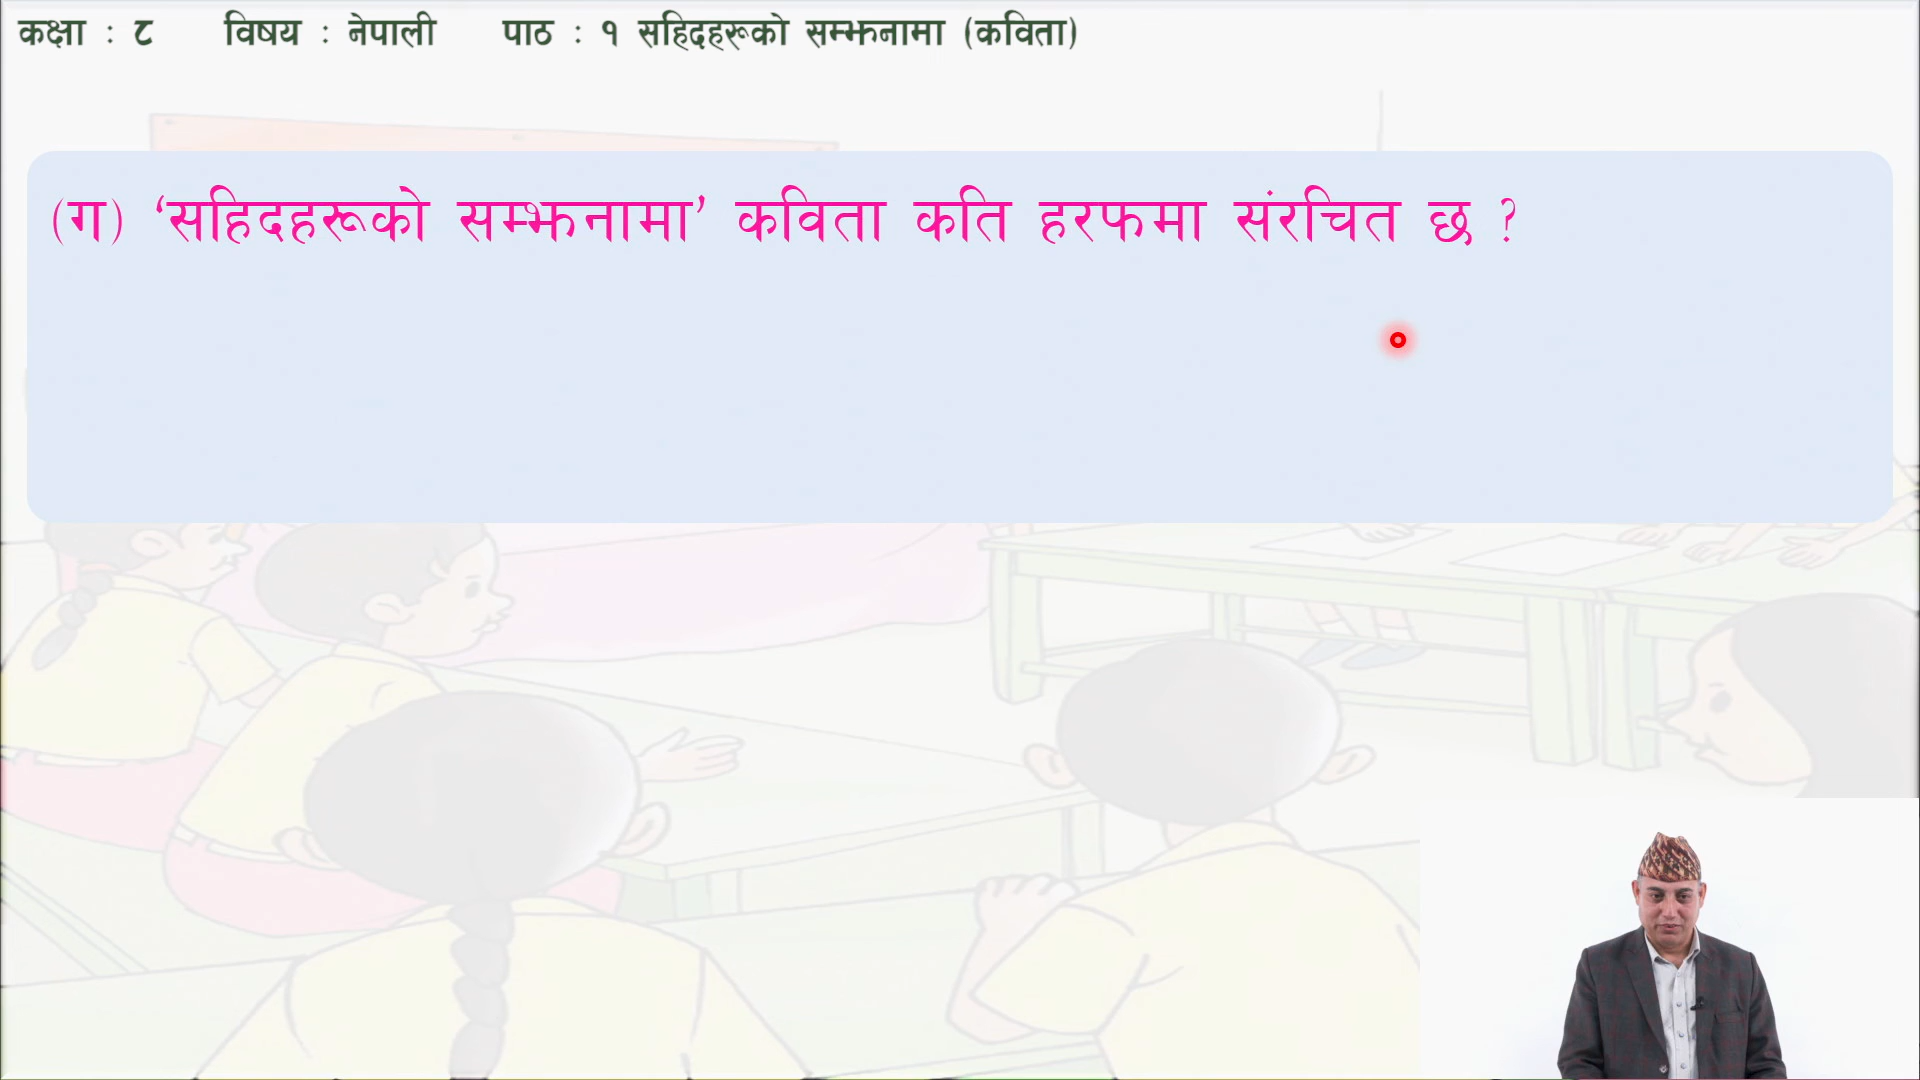 कक्षा : ८ विषय : नेपाली पाठ : १ सहिदहरूको सम्झनामा (कविता)
(ग) ‘सहिदहरूको सम्झनामा’ कविता कति हरफमा संरचित छ ?